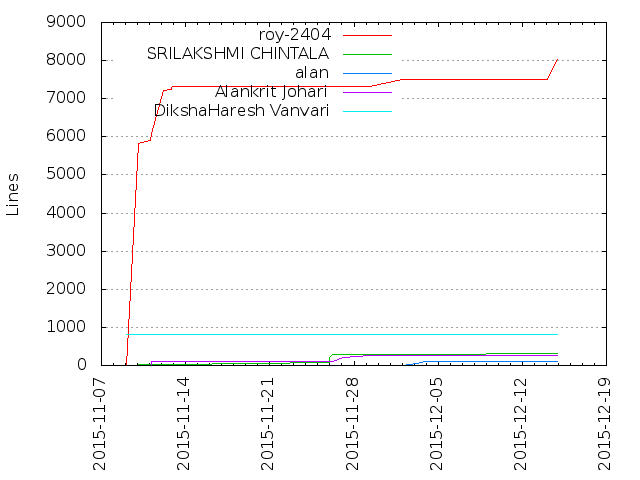 9000
8000
7000
6000
5000
4000
3000
2000
1000
0
Lines
roy-2404
SRILAKSHMI CHINTALA
alan
Alankrit Johari
DikshaHaresh Vanvari
2015-11-07
2015-11-14
2015-11-21
2015-11-28
2015-12-05
2015-12-12
2015-12-19